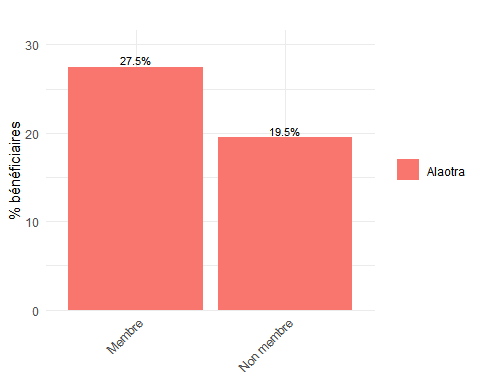 30
20
10
0
% bénéficiaires
27.5%
19.5%
Membre
Non membre
Alaotra